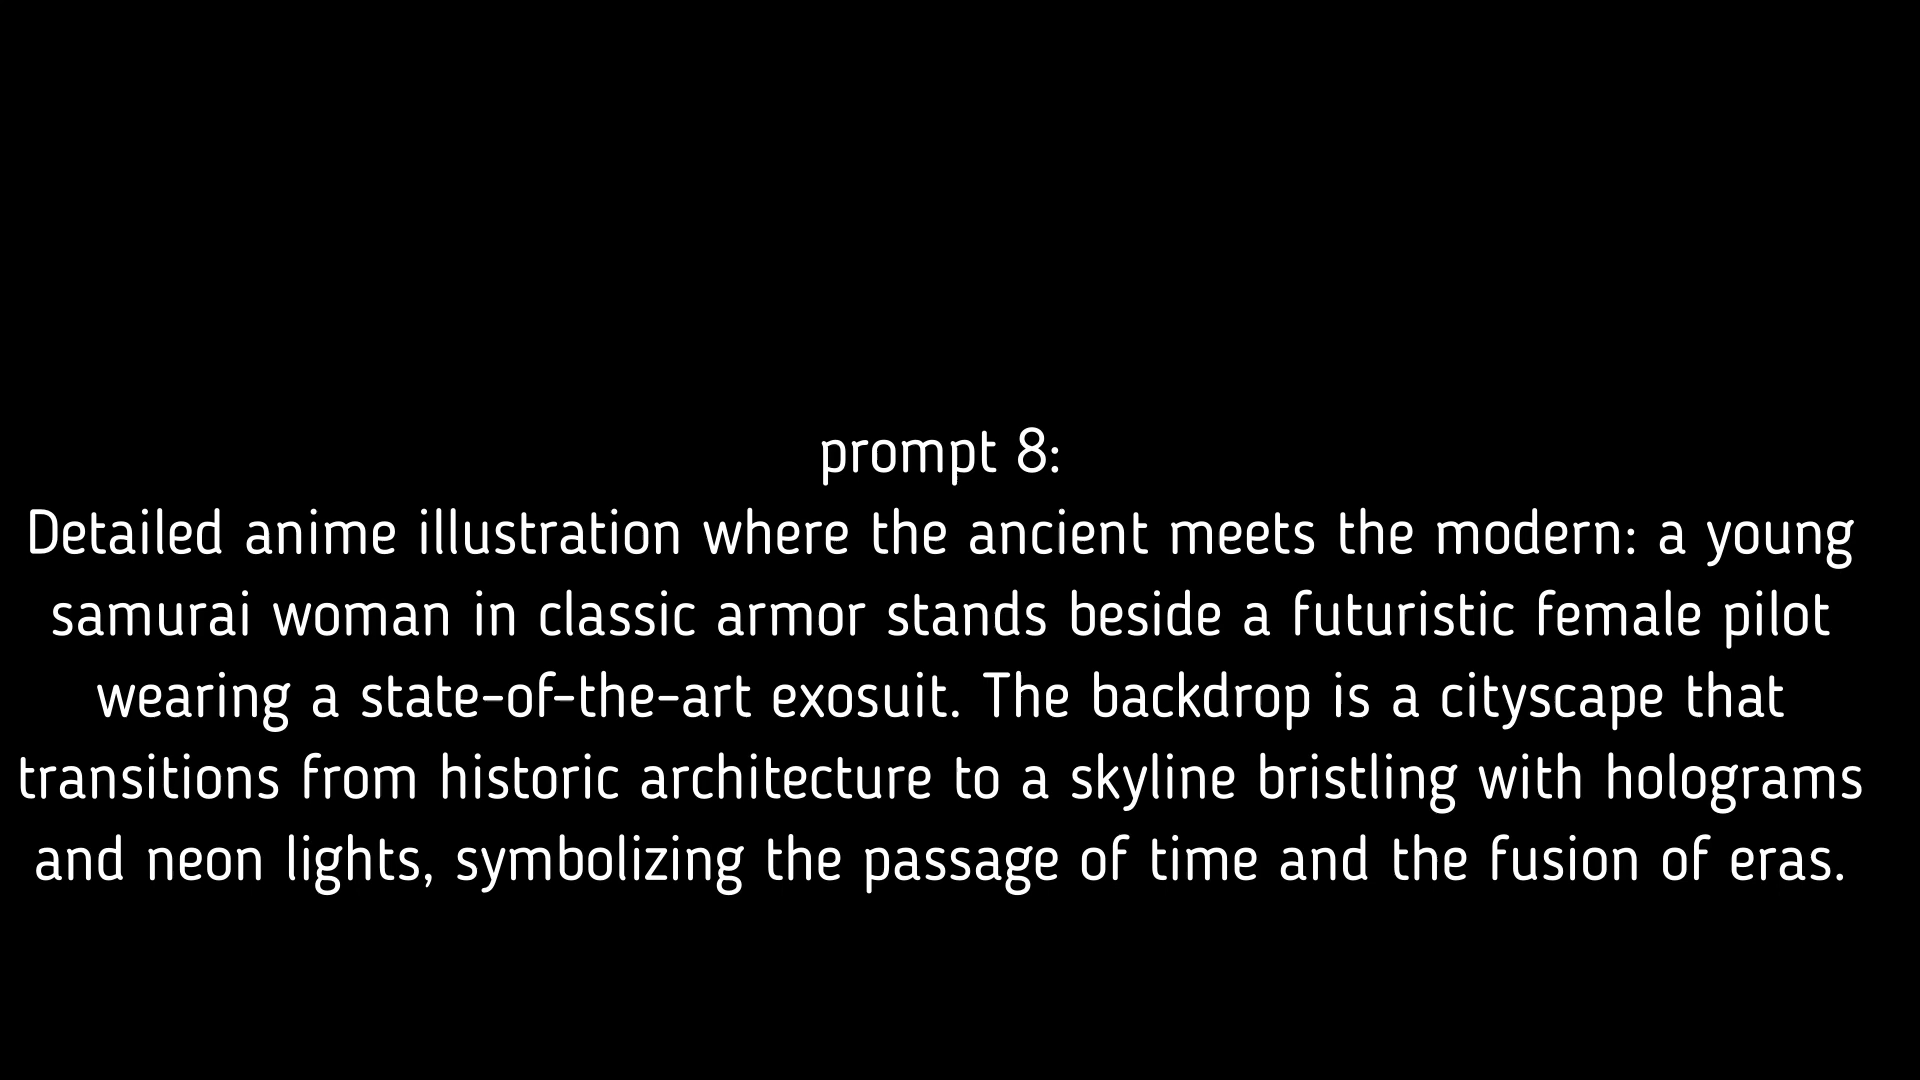 prompt 8:
Detailed anime illustration where the ancient meets the modern: a young
samurai woman in classic armor stands beside a futuristic female pilot
wearing a state-of-the-art exosuit. The backdrop is a cityscape that
transitions from historic architecture to a skyline bristling with holograms
and neon lights, symbolizing the passage of time and the fusion of eras.